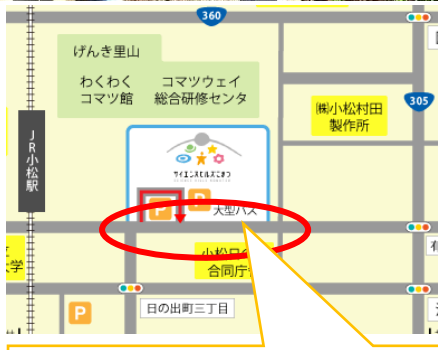 360
げんき里山
わくわく
コマツ館
コマツウェイ
総合研修センタ
㈱小松村田
製作所
305
JR小松駅
サイエンスヒルズこまつ
P
P
大型バス
合同庁
大学
P
日の出町三丁目